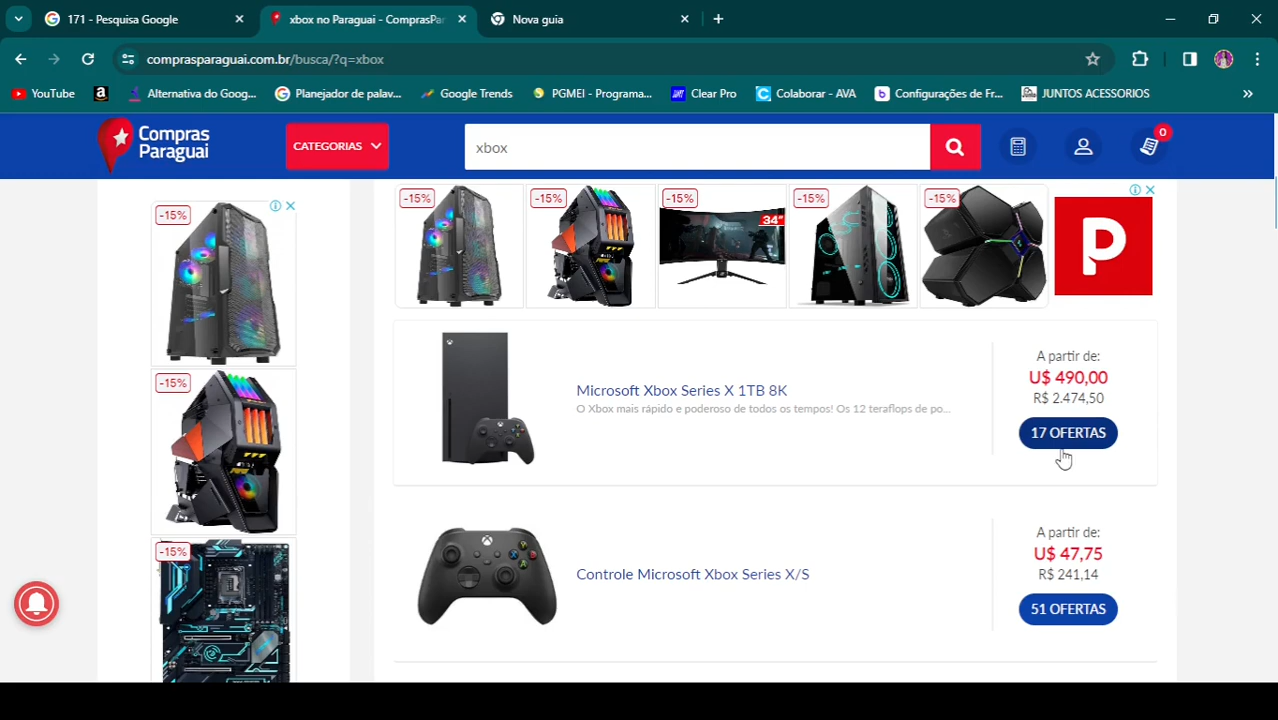 171 - Pesquisa Google
xbox no Paraguai - ComprasPar
Nova guia
comprasparaguai.com.br/busca/?q=xbox
YouTube
Alternativa do Goog...
Planejador de palav...
Google Trends
PGMEI - Programa...
Clear Pro
Colaborar - AVA
Configurações de Fr...
JUNTOS ACESSORIOS
Compras
Paraguai
CATEGORIAS
xbox
0
-15%
-15%
-15%
-15%
-15%
-15%
34"
P
A partir de:
U$ 490,00
Microsoft Xbox Series X 1TB 8K
R$ 2.474,50
O Xbox mais rápido e poderoso de todos os tempos! Os 12 teraflops de po...
17 OFERTAS
-15%
-15%
A partir de:
U$ 47,75
Controle Microsoft Xbox Series X/S
R$ 241,14
51 OFERTAS